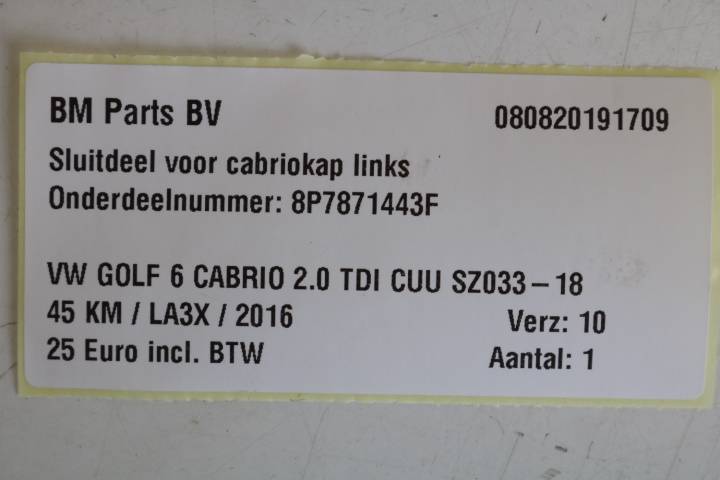 BM Parts BV 080820191709
Sluitdeel voor cabriokap links
Onderdeelnummer: 8P7871443F
VW GOLF 6 CABRIO 2.0 TDI CUU SZ033-18
45 KM / LA3X / 2016 Verz: 10
25 Euro incl. BTW Aantal: 1